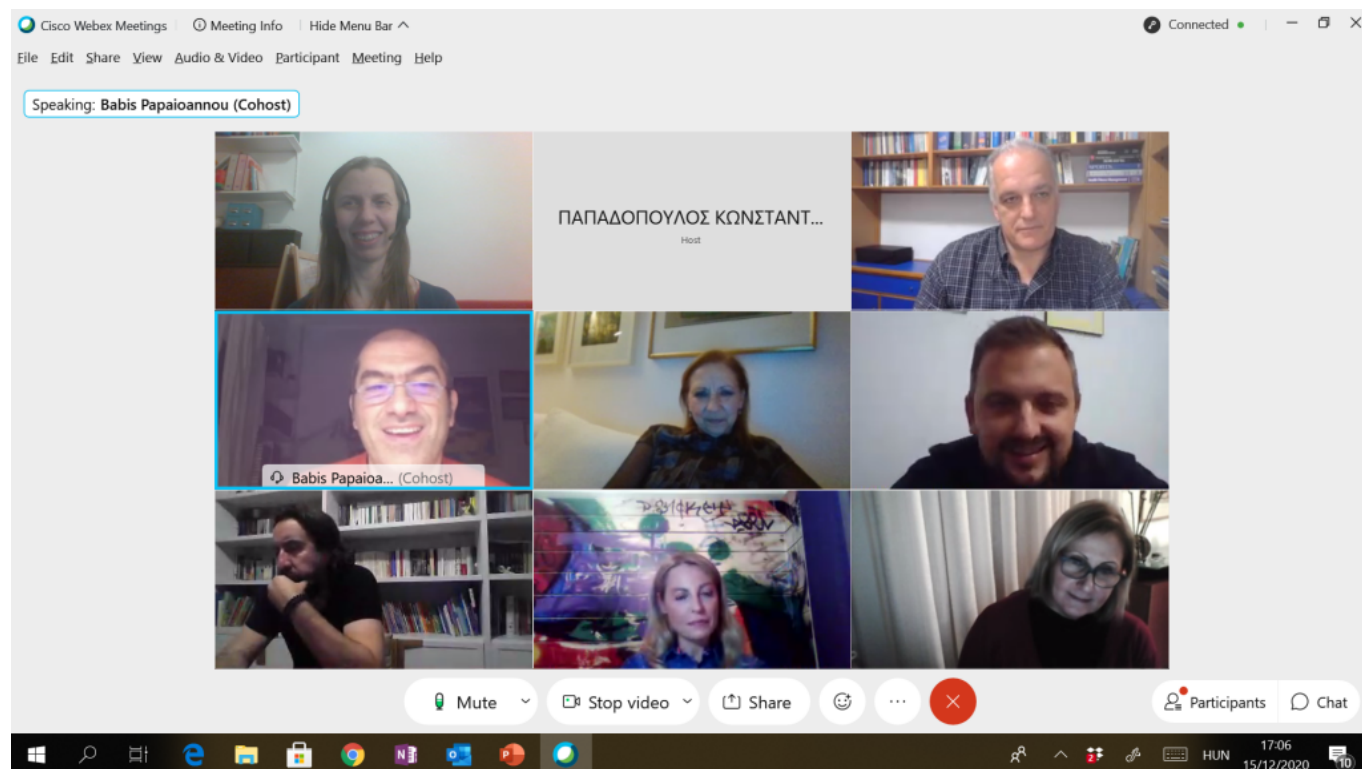 Cisco Webex Meetings Meeting Info Hide Menu Bar Connected
File Edit Share View Audio & Video Participant Meeting Help
Speaking: Babis Papaioannou (Cohost)
ΠΑΠΑΔΟΠΟΥΛΟΣ ΚΩΝΣΤΑΝΤ...
Host
Babis Papaioa... (Cohost)
Mute Stop video Share Participants Chat
HUN 17:06
15/12/2020